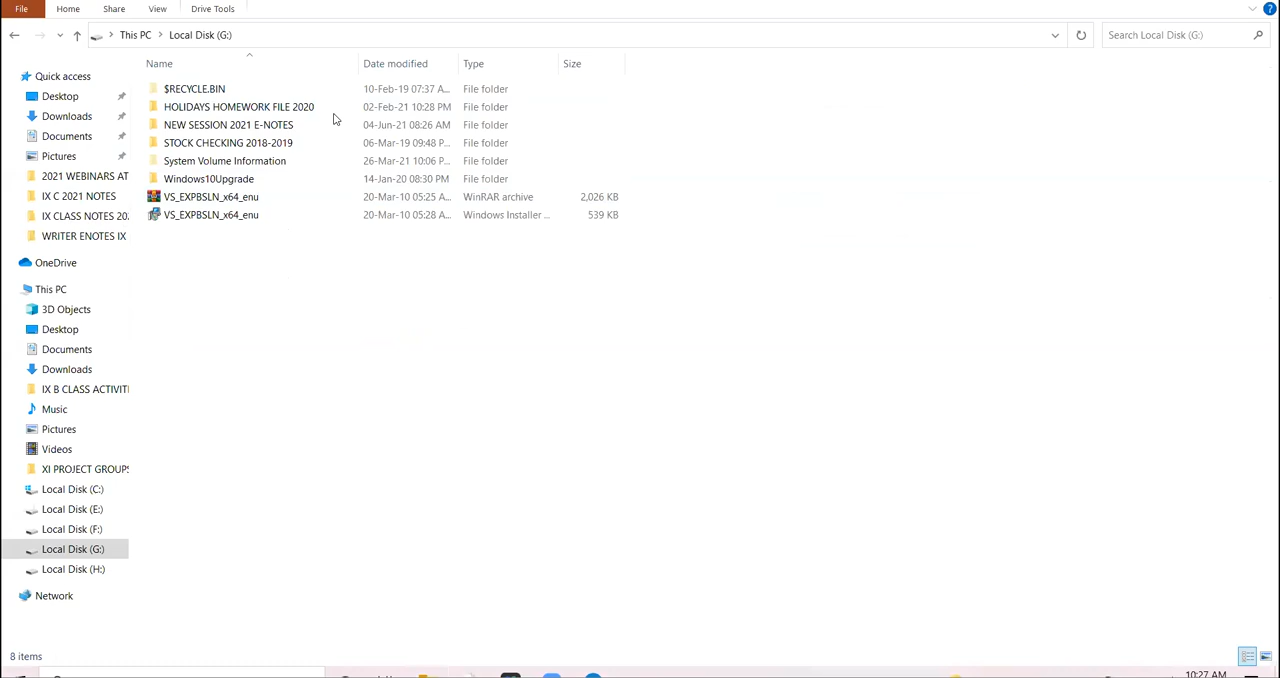 File Home Share View Drive Tools
This PC Local Disk (G:) Search Local Disk (G:)
Name Date modified Type Size
Quick access
Desktop
Downloads
Documents
Pictures
2021 WEBINARS AT
IX C 2021 NOTES
IX CLASS NOTES 20
WRITER ENOTES IX
OneDrive
This PC
3D Objects
Desktop
Documents
Downloads
IX B CLASS ACTIVITI
Music
Pictures
Videos
XI PROJECT GROUPS
Local Disk (C:)
Local Disk (E:)
Local Disk (F:)
Local Disk (G:)
Local Disk (H:)
Network
$RECYCLE.BIN 10-Feb-19 07:37 A... File folder
HOLIDAYS HOMEWORK FILE 2020 02-Feb-21 10:28 PM File folder
NEW SESSION 2021 E-NOTES 04-Jun-21 08:26 AM File folder
STOCK CHECKING 2018-2019 06-Mar-19 09:48 P... File folder
System Volume Information 26-Mar-21 10:06 P... File folder
Windows10Upgrade 14-Jan-20 08:30 PM File folder
VS_EXPBSLN_x64_enu 20-Mar-10 05:25 A... WinRAR archive 2,026 KB
VS_EXPBSLN_x64_enu 20-Mar-10 05:28 A... Windows Installer ... 539 KB
8 items
10:27 AM